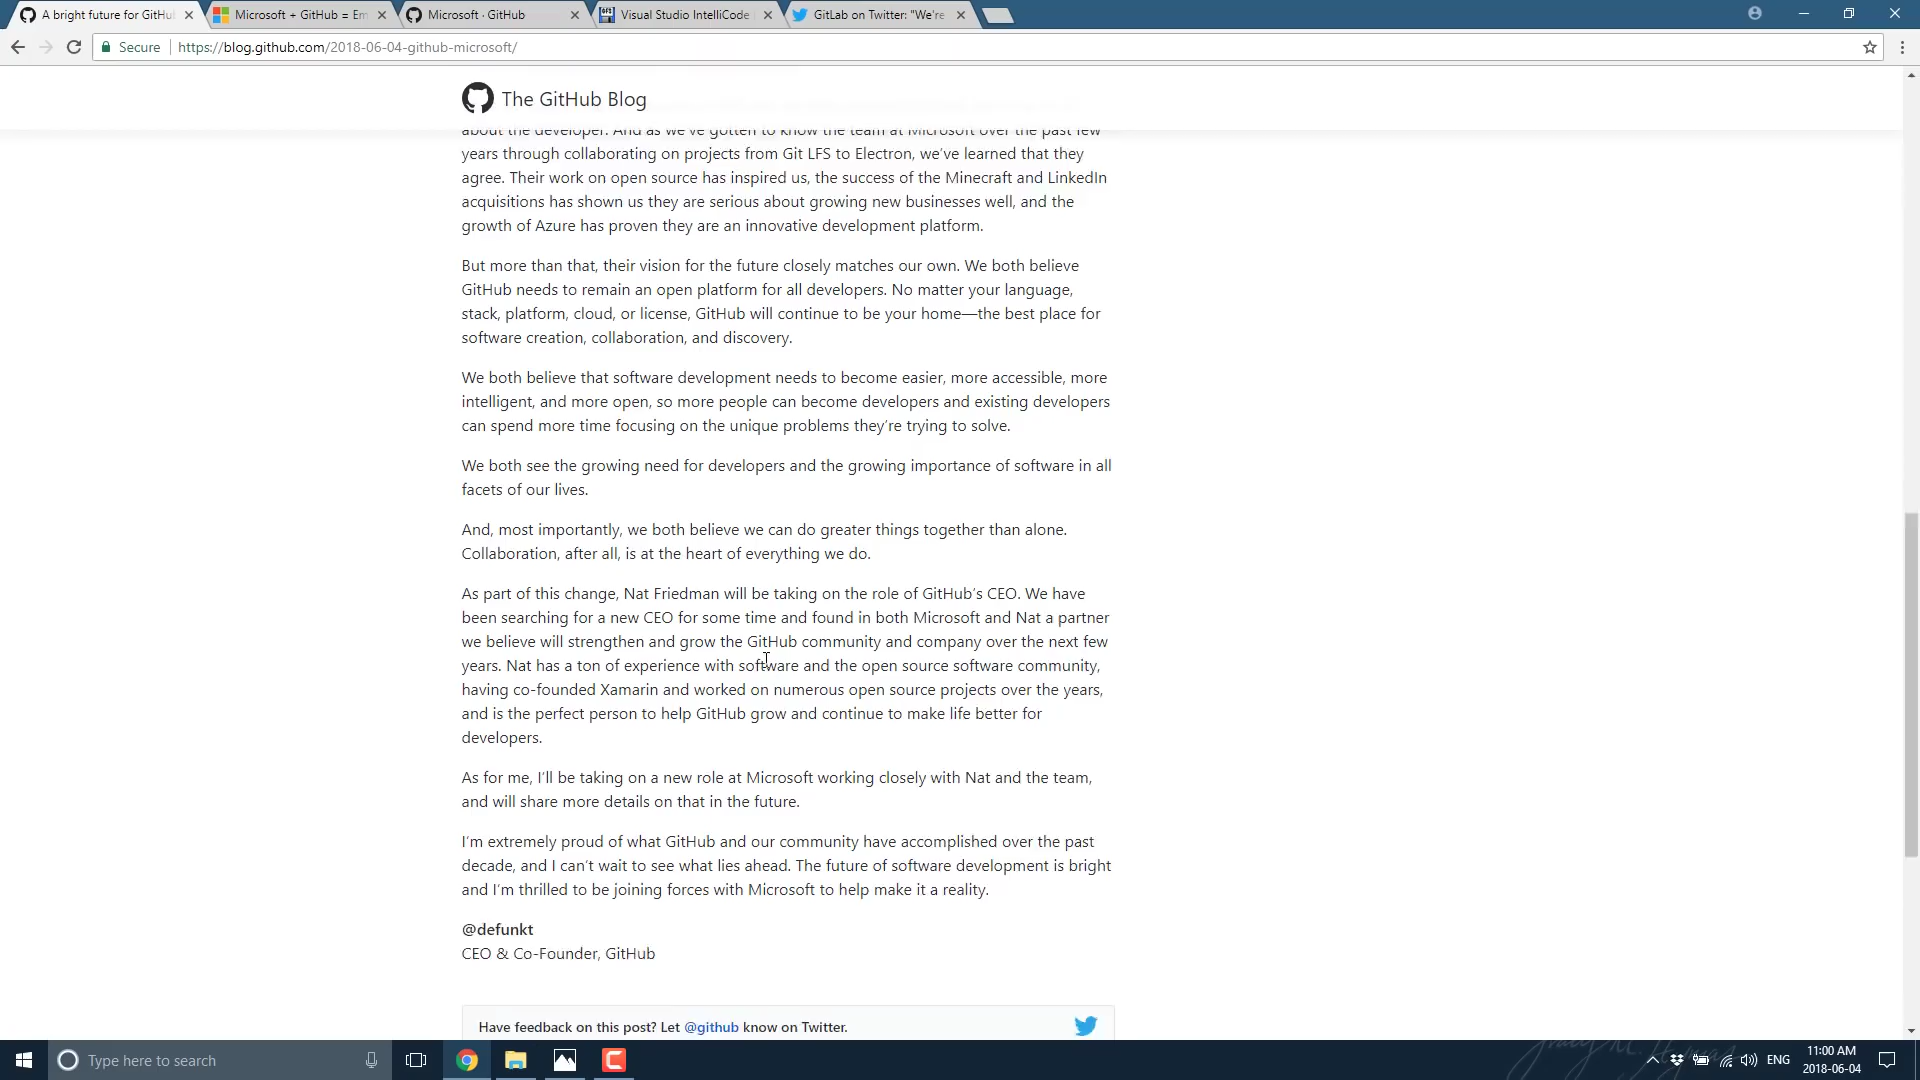 A bright future for GitHu
Microsoft + GitHub = Em
Microsoft · GitHub
Visual Studio IntelliCode
GitLab on Twitter: "We're
Secure
https://blog.github.com/2018-06-04-github-microsoft/
The GitHub Blog
about the developer. And as we've gotten to know the team at Microsoft over the past few
years through collaborating on projects from Git LFS to Electron, we've learned that they
agree. Their work on open source has inspired us, the success of the Minecraft and LinkedIn
acquisitions has shown us they are serious about growing new businesses well, and the
growth of Azure has proven they are an innovative development platform.
But more than that, their vision for the future closely matches our own. We both believe
GitHub needs to remain an open platform for all developers. No matter your language,
stack, platform, cloud, or license, GitHub will continue to be your home—the best place for
software creation, collaboration, and discovery.
We both believe that software development needs to become easier, more accessible, more
intelligent, and more open, so more people can become developers and existing developers
can spend more time focusing on the unique problems they're trying to solve.
We both see the growing need for developers and the growing importance of software in all
facets of our lives.
And, most importantly, we both believe we can do greater things together than alone.
Collaboration, after all, is at the heart of everything we do.
As part of this change, Nat Friedman will be taking on the role of GitHub's CEO. We have
been searching for a new CEO for some time and found in both Microsoft and Nat a partner
we believe will strengthen and grow the GitHub community and company over the next few
years. Nat has a ton of experience with software and the open source software community,
having co-founded Xamarin and worked on numerous open source projects over the years,
and is the perfect person to help GitHub grow and continue to make life better for
developers.
As for me, I'll be taking on a new role at Microsoft working closely with Nat and the team,
and will share more details on that in the future.
I'm extremely proud of what GitHub and our community have accomplished over the past
decade, and I can't wait to see what lies ahead. The future of software development is bright
and I'm thrilled to be joining forces with Microsoft to help make it a reality.
@defunkt
CEO & Co-Founder, GitHub
Have feedback on this post? Let @github know on Twitter.
Type here to search
ENG
11:00 AM
2018-06-04